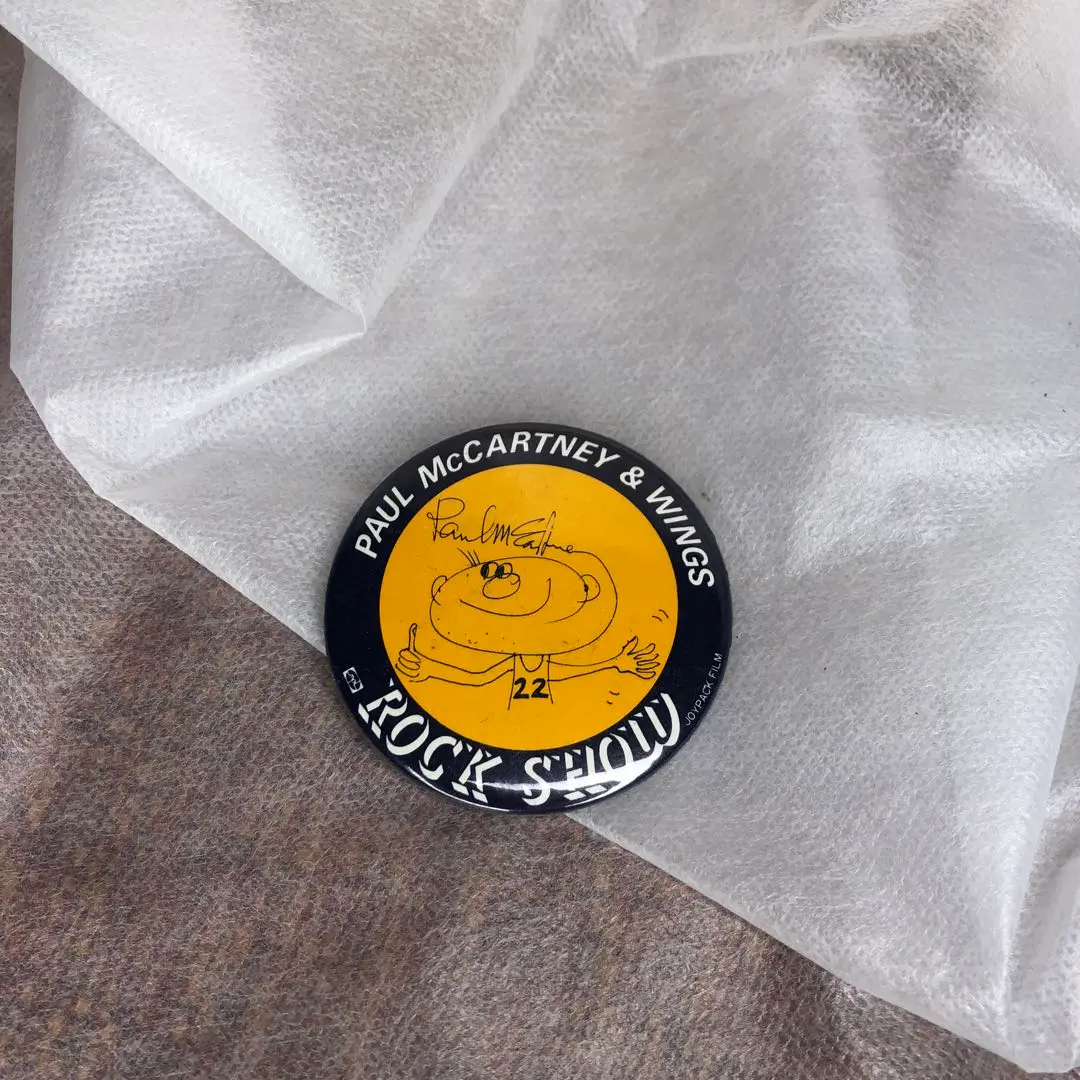 PAUL McCARTNEY & WINGS
Paul McCartney
22
ROCK SHOW
JOYPACK FILM